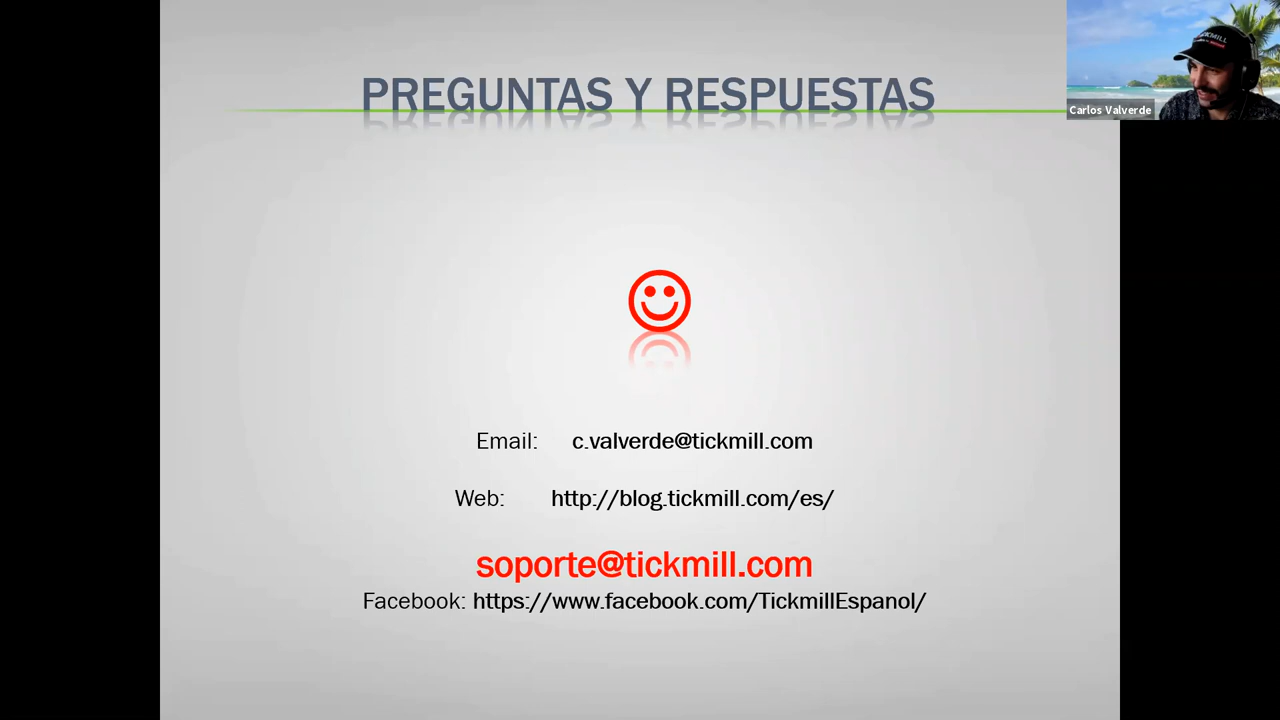 PREGUNTAS Y RESPUESTAS
Carlos Valverde
Email: c.valverde@tickmill.com
Web: http://blog.tickmill.com/es/
soporte@tickmill.com
Facebook: https://www.facebook.com/TickmillEspanol/